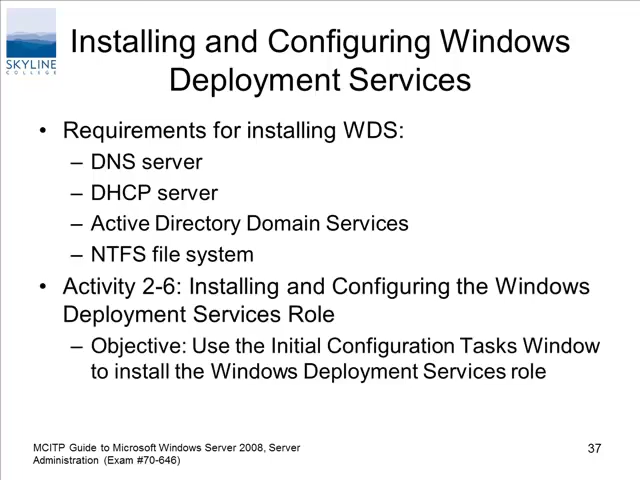 SKYLINE
COLLEGE
Installing and Configuring Windows
Deployment Services
• Requirements for installing WDS:
– DNS server
– DHCP server
– Active Directory Domain Services
– NTFS file system
• Activity 2-6: Installing and Configuring the Windows
Deployment Services Role
– Objective: Use the Initial Configuration Tasks Window
to install the Windows Deployment Services role
MCITP Guide to Microsoft Windows Server 2008, Server
Administration (Exam #70-646)
37